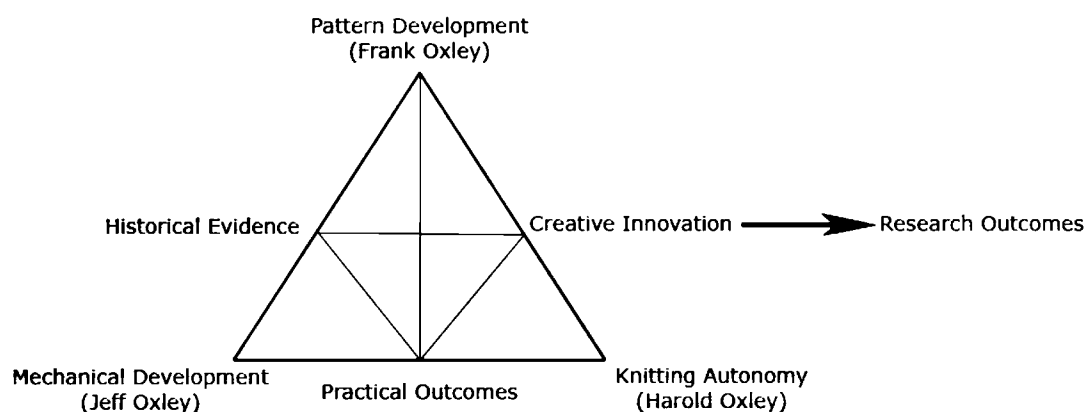 Pattern Development
(Frank Oxley)
Historical Evidence
Creative Innovation
Research Outcomes
Mechanical Development
(Jeff Oxley)
Practical Outcomes
Knitting Autonomy
(Harold Oxley)